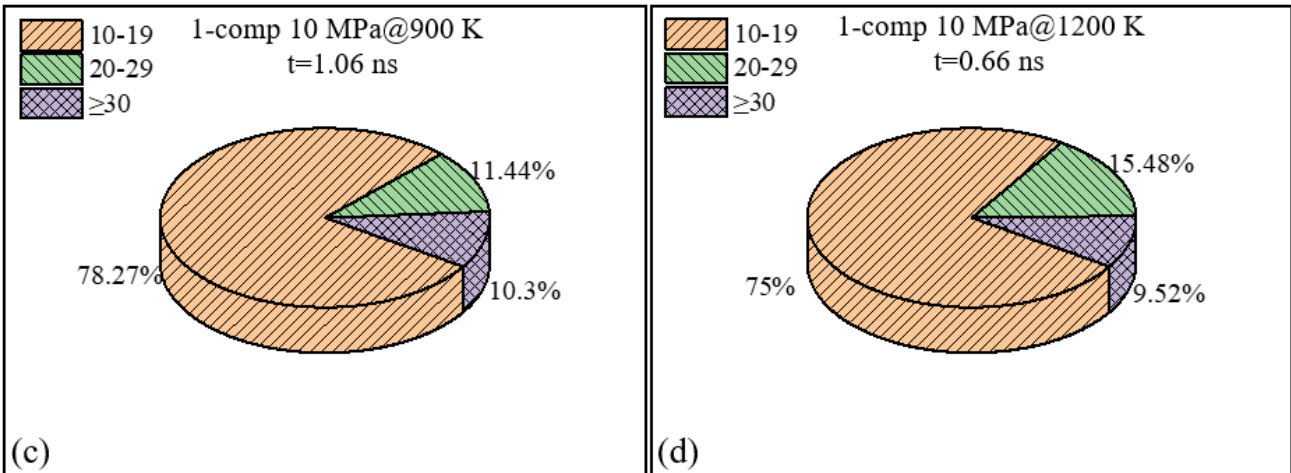 10-19
20-29
≥30
1-comp 10 MPa@900 K
t=1.06 ns
11.44%
78.27%
10.3%
(c)
10-19
20-29
≥30
1-comp 10 MPa@1200 K
t=0.66 ns
15.48%
75%
9.52%
(d)